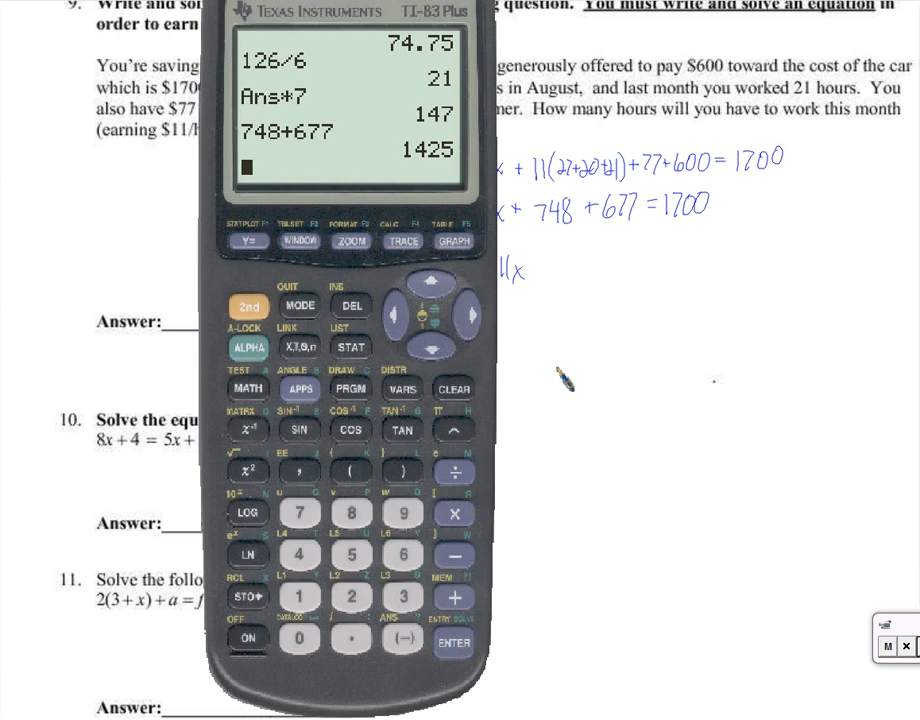 9. Write and sol question. You must write and solve an equation in
order to earn
You're saving generously offered to pay $600 toward the cost of the car
which is $170 s in August, and last month you worked 21 hours. You
also have $77 ner. How many hours will you have to work this month
(earning $11/h
x + 11(27+20+21)+77+600 = 1700
x + 748 + 677 = 1700
11x
Answer:
10. Solve the equ
8x + 4 = 5x +
Answer:
11. Solve the follo
2(3 + x) + a = f
Answer:
TEXAS INSTRUMENTS TI-83 Plus
74.75
126/6
21
Ans*7
147
748+677
1425
STATPLOT F1 TBLSET F2 FORMAT F3 CALC F4 TABLE F5
Y= WINDOW ZOOM TRACE GRAPH
QUIT INS
2nd MODE DEL
A-LOCK LINK LIST
ALPHA X,T,θ,n STAT
TEST A ANGLE B DRAW C DISTR
MATH APPS PRGM VARS CLEAR
MATRX D SIN⁻¹ E COS⁻¹ F TAN⁻¹ G π H
x⁻¹ SIN COS TAN ^
√ I EE J { K } L e M
x² , ( ) ÷
10ˣ N u O v P w Q [ R
LOG 7 8 9 ×
eˣ S L4 T L5 U L6 V ] W
LN 4 5 6 −
RCL X L1 Y L2 Z L3 θ MEM "
STO→ 1 2 3 +
OFF CATALOG i : ANS ? ENTRY SOLVE
ON 0 . (−) ENTER
M ×